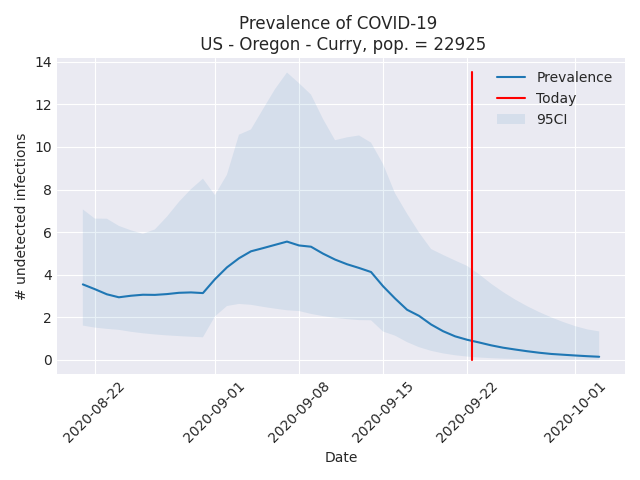 Prevalence of COVID-19
US - Oregon - Curry, pop. = 22925
14
12
10
8
6
4
2
0
# undetected infections
Prevalence
Today
95CI
2020-08-22
2020-09-01
2020-09-08
2020-09-15
2020-09-22
2020-10-01
Date